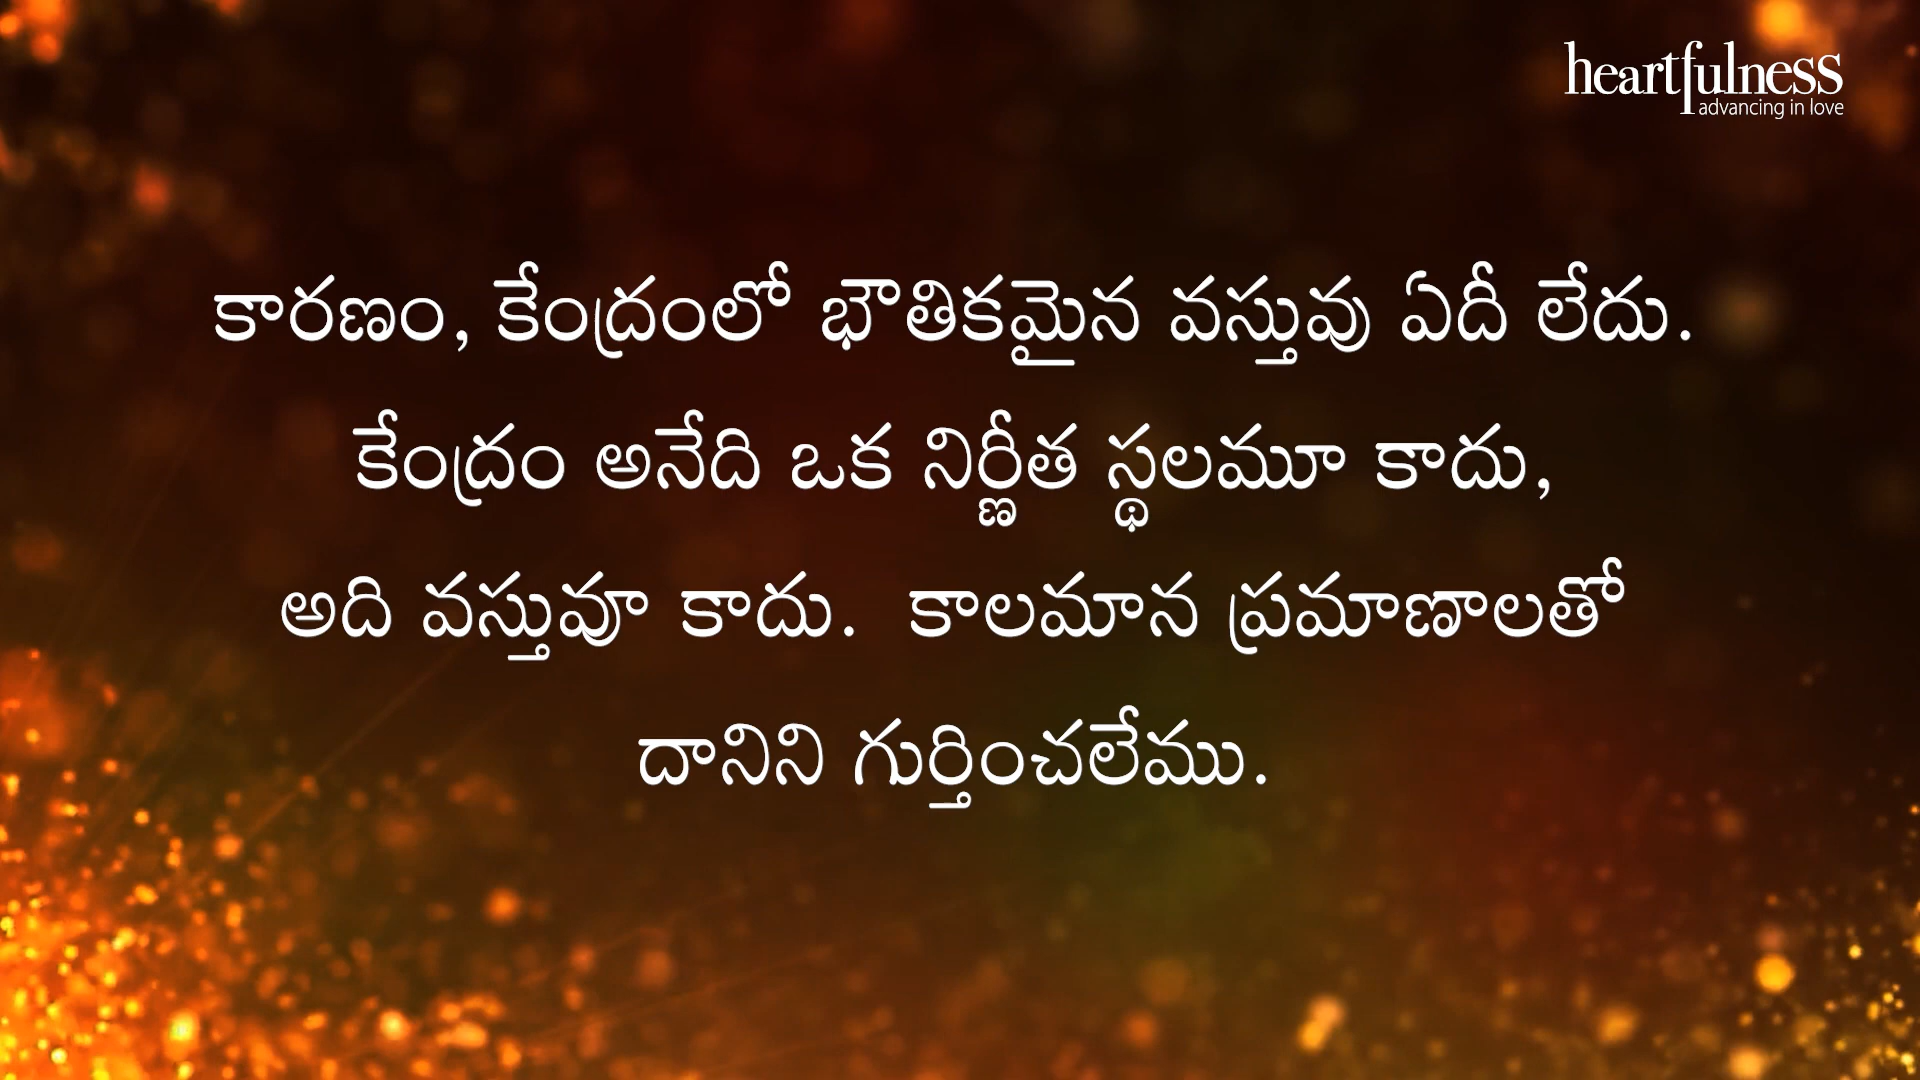 heartfulness
advancing in love
కారణం, కేంద్రంలో భౌతికమైన వస్తువు ఏదీ లేదు.
కేంద్రం అనేది ఒక నిర్ణీత స్థలమూ కాదు,
అది వస్తువూ కాదు. కాలమాన ప్రమాణాలతో
దానిని గుర్తించలేము.